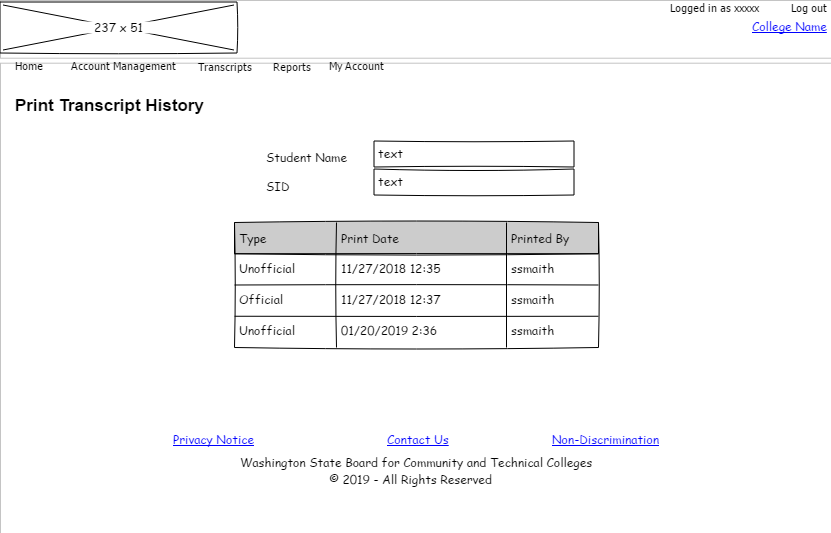 Logged in as xxxxx Log out
237 x 51
College Name
Home Account Management Transcripts Reports My Account
Print Transcript History
Student Name text
SID text
Type Print Date Printed By
Unofficial 11/27/2018 12:35 ssmaith
Official 11/27/2018 12:37 ssmaith
Unofficial 01/20/2019 2:36 ssmaith
Privacy Notice Contact Us Non-Discrimination
Washington State Board for Community and Technical Colleges
© 2019 - All Rights Reserved